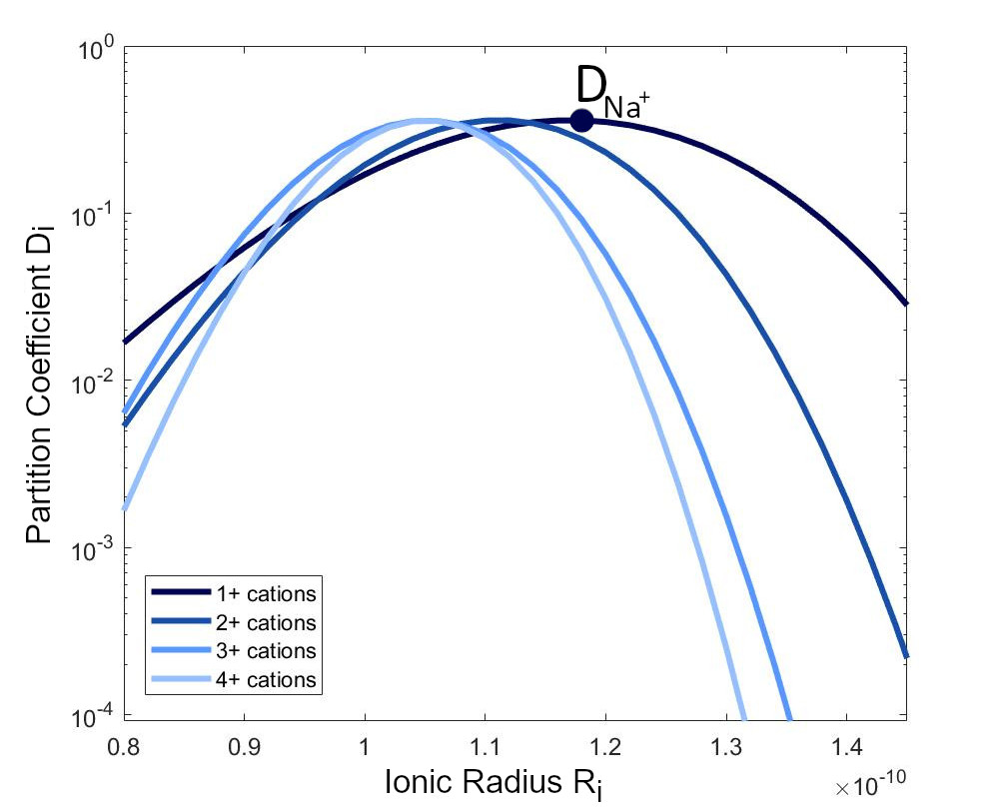 10^0
D_Na+
10^-1
10^-2
10^-3
10^-4
Partition Coefficient D_i
1+ cations
2+ cations
3+ cations
4+ cations
0.8 0.9 1 1.1 1.2 1.3 1.4
Ionic Radius R_i
×10^-10